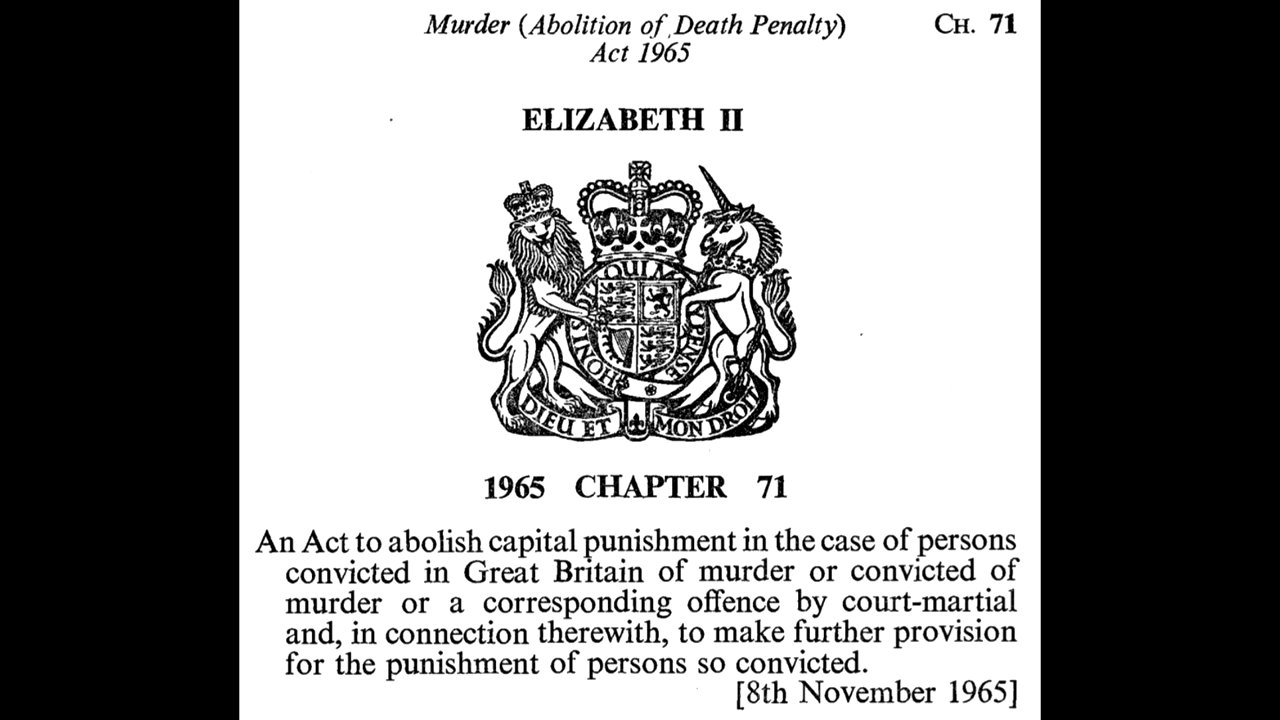 Murder (Abolition of Death Penalty) CH. 71
Act 1965
ELIZABETH II
QUI M
HONI S
PENSE
DIEU ET MON DROIT
1965 CHAPTER 71
An Act to abolish capital punishment in the case of persons
convicted in Great Britain of murder or convicted of
murder or a corresponding offence by court-martial
and, in connection therewith, to make further provision
for the punishment of persons so convicted.
[8th November 1965]